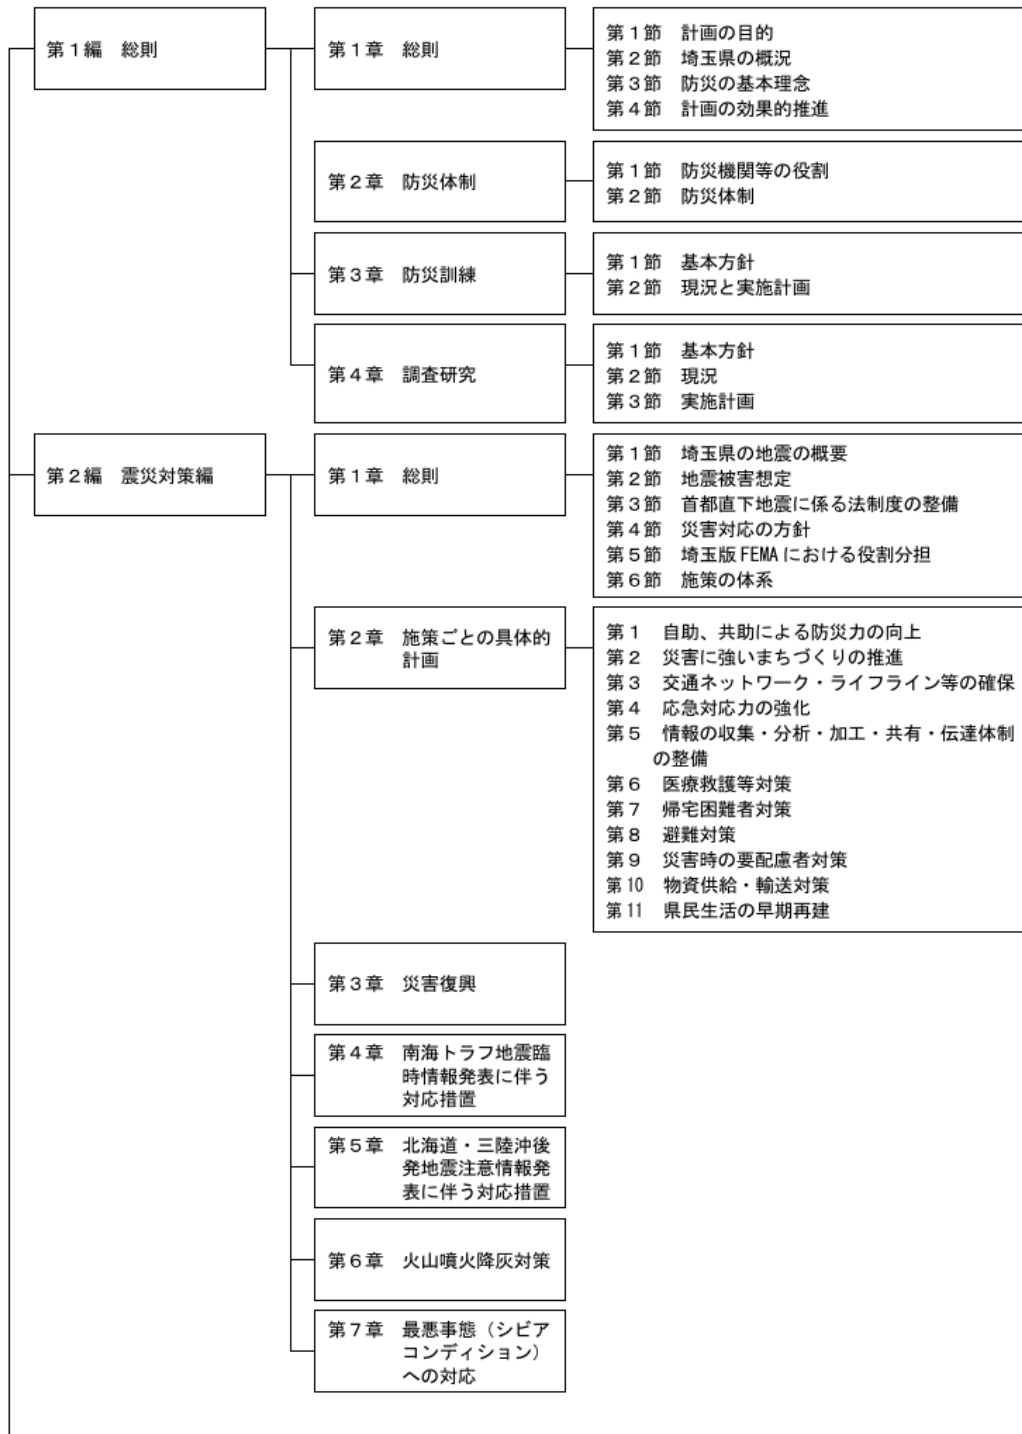 第１編　総則
第１章　総則
第１節　計画の目的
第２節　埼玉県の概況
第３節　防災の基本理念
第４節　計画の効果的推進
第２章　防災体制
第１節　防災機関等の役割
第２節　防災体制
第３章　防災訓練
第１節　基本方針
第２節　現況と実施計画
第４章　調査研究
第１節　基本方針
第２節　現況
第３節　実施計画
第２編　震災対策編
第１章　総則
第１節　埼玉県の地震の概要
第２節　地震被害想定
第３節　首都直下地震に係る法制度の整備
第４節　災害対応の方針
第５節　埼玉版 FEMA における役割分担
第６節　施策の体系
第２章　施策ごとの具体的
計画
第１　自助、共助による防災力の向上
第２　災害に強いまちづくりの推進
第３　交通ネットワーク・ライフライン等の確保
第４　応急対応力の強化
第５　情報の収集・分析・加工・共有・伝達体制
の整備
第６　医療救護等対策
第７　帰宅困難者対策
第８　避難対策
第９　災害時の要配慮者対策
第10　物資供給・輸送対策
第11　県民生活の早期再建
第３章　災害復興
第４章　南海トラフ地震臨
時情報発表に伴う
対応措置
第５章　北海道・三陸沖後
発地震注意情報発
表に伴う対応措置
第６章　火山噴火降灰対策
第７章　最悪事態（シビア
コンディション）
への対応